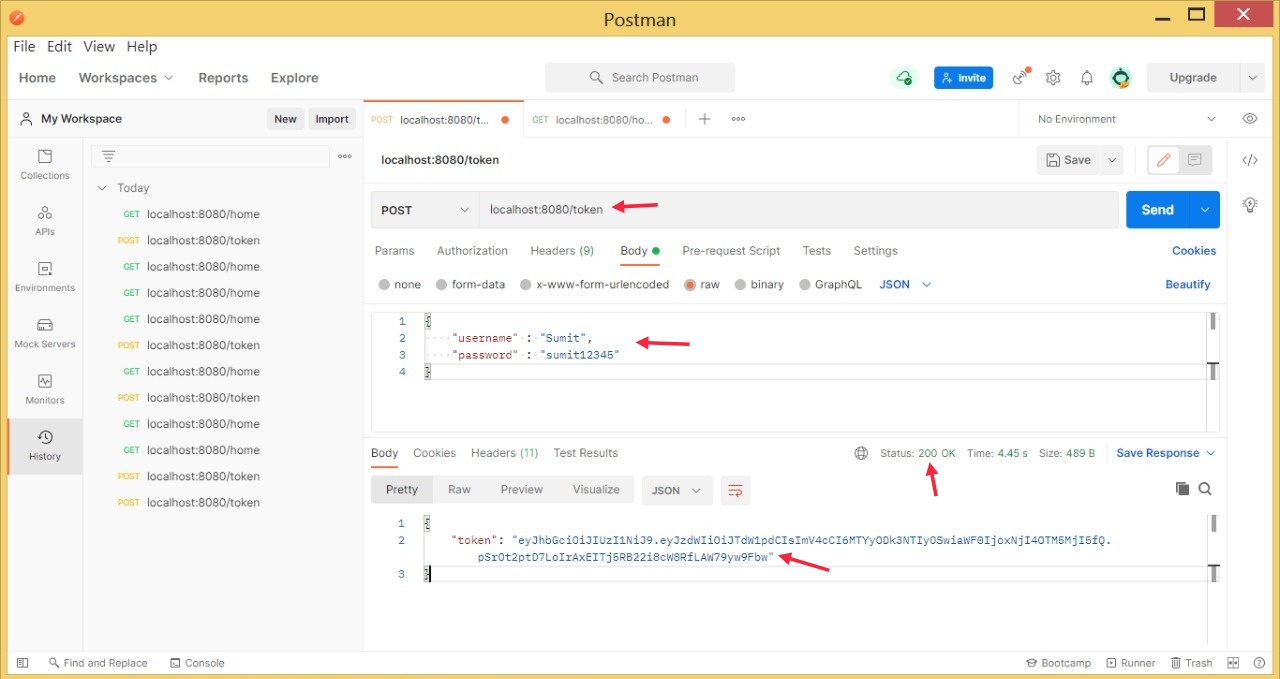 Postman
File Edit View Help
Home Workspaces Reports Explore Search Postman Invite Upgrade
My Workspace New Import POST localhost:8080/t... GET localhost:8080/ho... No Environment
localhost:8080/token Save
Collections
APIs
Environments
Mock Servers
Monitors
History
Today
GET localhost:8080/home
POST localhost:8080/token
GET localhost:8080/home
GET localhost:8080/home
GET localhost:8080/home
POST localhost:8080/token
GET localhost:8080/home
POST localhost:8080/token
GET localhost:8080/home
GET localhost:8080/home
POST localhost:8080/token
POST localhost:8080/token
POST localhost:8080/token Send
Params Authorization Headers (9) Body Pre-request Script Tests Settings Cookies
none form-data x-www-form-urlencoded raw binary GraphQL JSON Beautify
1 {
2 "username" : "Sumit",
3 "password" : "sumit12345"
4 }
Body Cookies Headers (11) Test Results Status: 200 OK Time: 4.45 s Size: 489 B Save Response
Pretty Raw Preview Visualize JSON
1 {
2 "token": "eyJhbGciOiJIUzI1NiJ9.eyJzdWIiOiJTdW1pdCIsImV4cCI6MTYyODk3NTIyOSwiaWF0IjoxNjI4OTM5MjI5fQ.
pSrOt2ptD7LoIrAxEITj5RB22i8cW8RfLAW79yw9Fbw"
3 }
Find and Replace Console Bootcamp Runner Trash